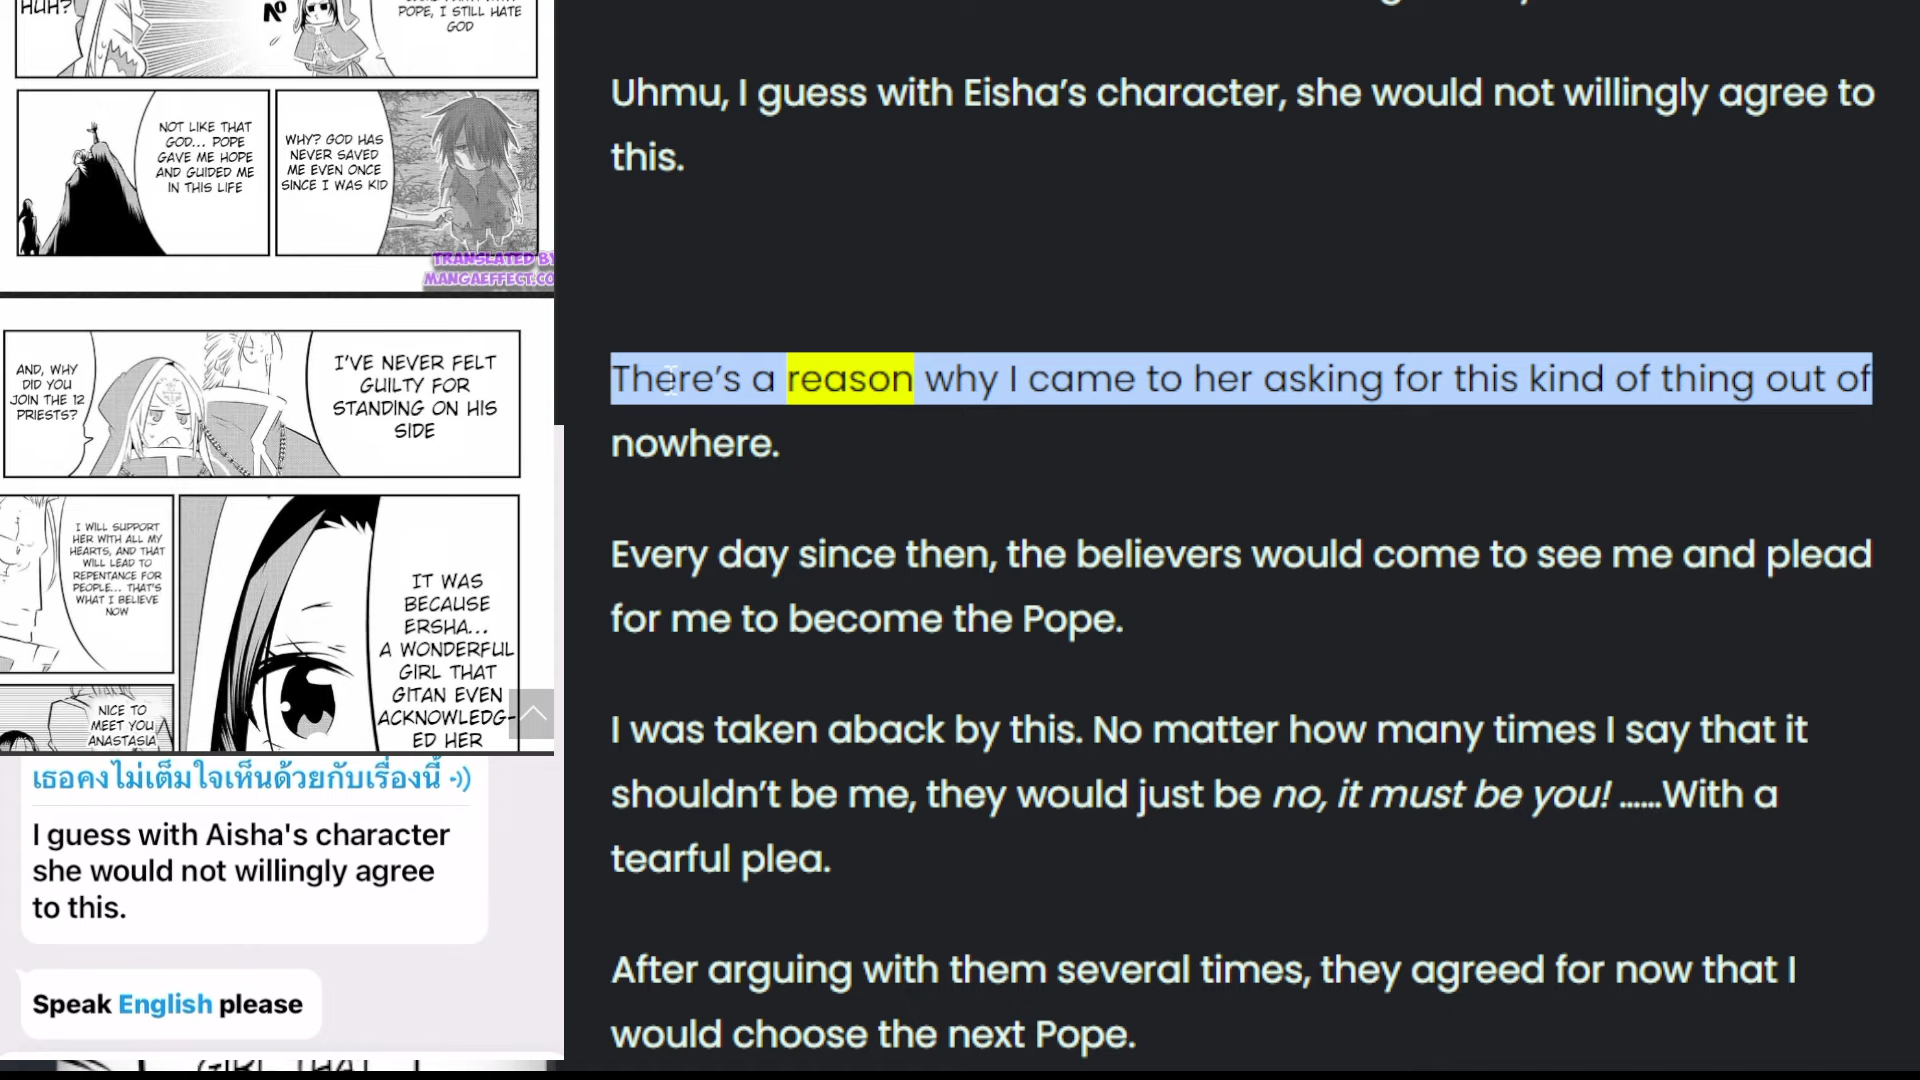 HUH?
NO
POPE, I STILL HATE
GOD
NOT LIKE THAT
GOD... POPE
GAVE ME HOPE
AND GUIDED ME
IN THIS LIFE
WHY? GOD HAS
NEVER SAVED
ME EVEN ONCE
SINCE I WAS KID
TRANSLATED BY
MANGAEFFECT.CO
AND, WHY
DID YOU
JOIN THE 12
PRIESTS?
I'VE NEVER FELT
GUILTY FOR
STANDING ON HIS
SIDE
I WILL SUPPORT
HER WITH ALL MY
HEARTS, AND THAT
WILL LEAD TO
REPENTANCE FOR
PEOPLE... THAT'S
WHAT I BELIEVE
NOW
IT WAS
BECAUSE
ERSHA...
A WONDERFUL
GIRL THAT
GITAN EVEN
ACKNOWLEDG-
ED HER
NICE TO
MEET YOU
ANASTASIA
เธอคงไม่เต็มใจเห็นด้วยกับเรื่องนี้
I guess with Aisha's character
she would not willingly agree
to this.
Speak English please
GIRL THAT
Uhmu, I guess with Eisha’s character, she would not willingly agree to
this.
There’s a reason why I came to her asking for this kind of thing out of
nowhere.
Every day since then, the believers would come to see me and plead
for me to become the Pope.
I was taken aback by this. No matter how many times I say that it
shouldn’t be me, they would just be no, it must be you! ......With a
tearful plea.
After arguing with them several times, they agreed for now that I
would choose the next Pope.